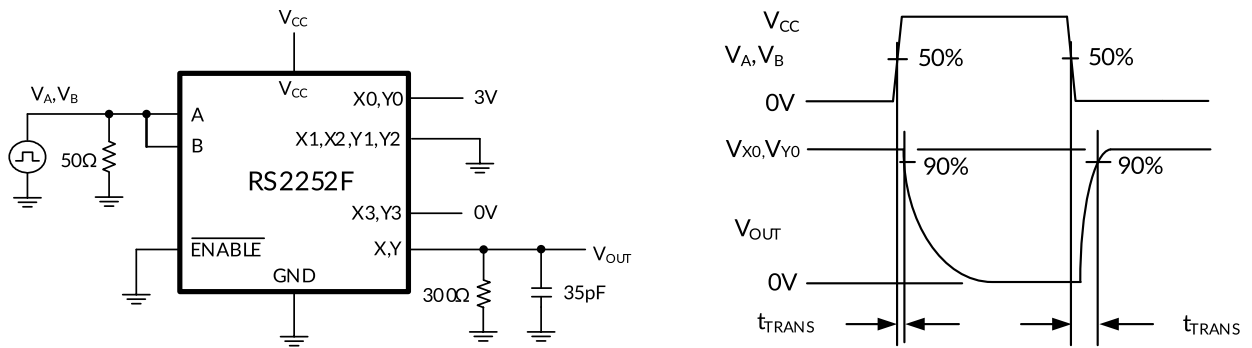 VCC
VCC
VA,VB
A
B
50Ω
RS2252F
X0,Y0
3V
X1,X2,Y1,Y2
X3,Y3
0V
ENABLE
X,Y
VOUT
GND
300Ω
35pF
VCC
VA,VB
50%
50%
0V
VX0,VY0
90%
90%
VOUT
0V
tTRANS
tTRANS